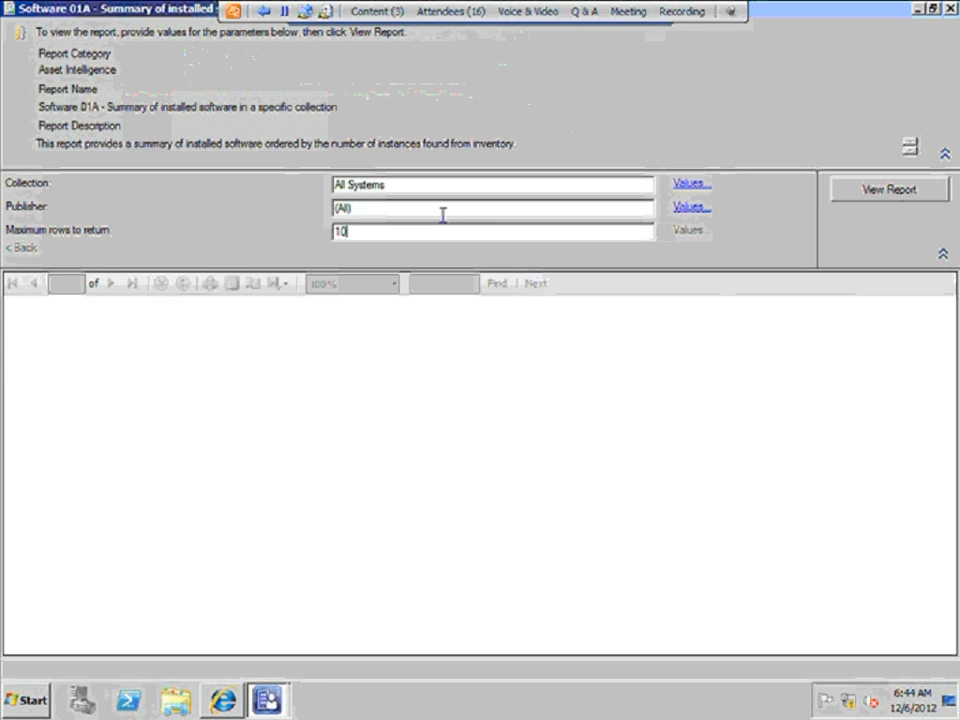 Software 01A - Summary of installed -
Content (3) Attendees (16) Voice & Video Q & A Meeting Recording
To view the report, provide values for the parameters below, then click View Report.
Report Category
Asset Intelligence
Report Name
Software 01A - Summary of installed software in a specific collection
Report Description
This report provides a summary of installed software ordered by the number of instances found from inventory.
Collection: All Systems Values...
View Report
Publisher: (All) Values...
Maximum rows to return: 10 Values...
< Back
of 100% Find | Next
Start
6:44 AM
12/6/2012